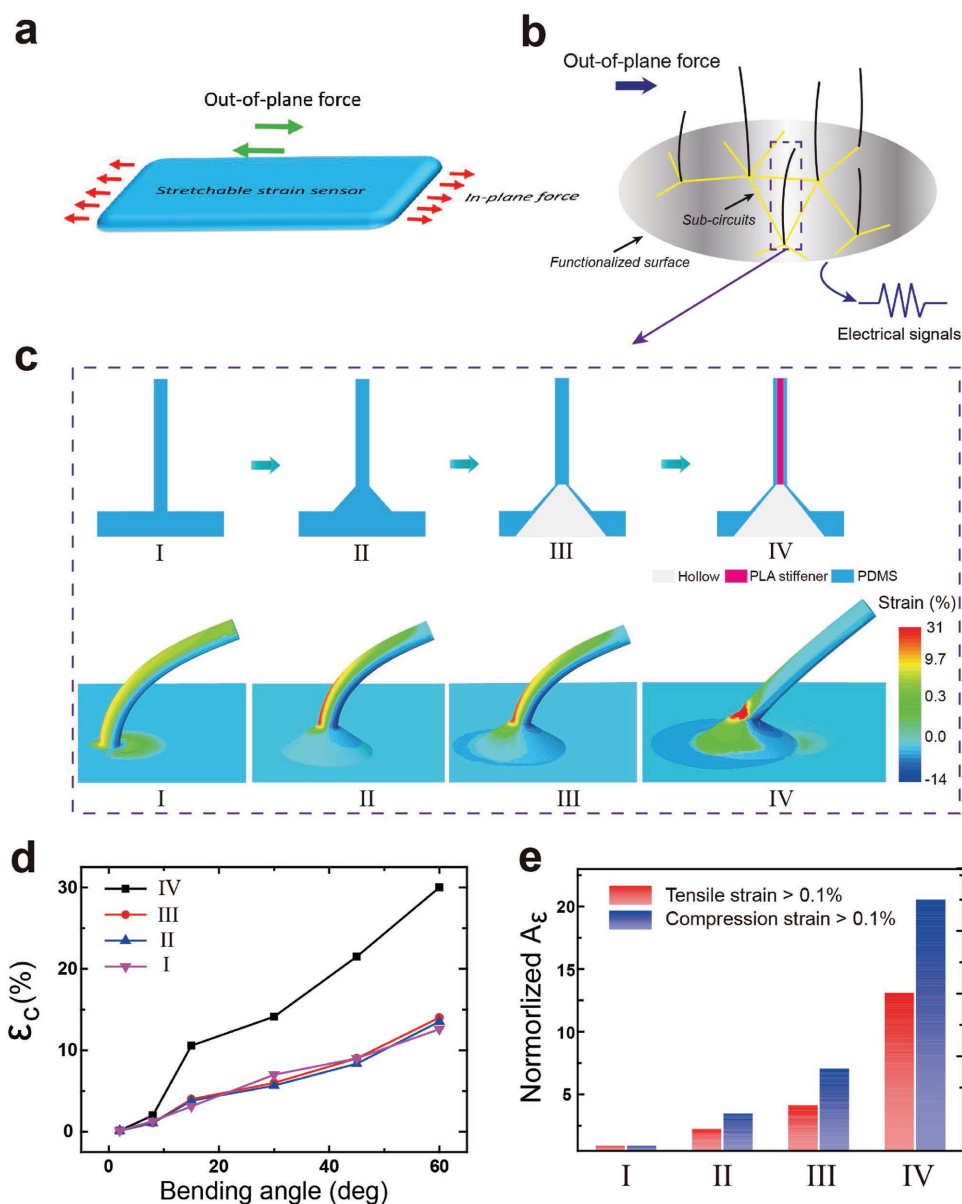 a
Out-of-plane force
Stretchable strain sensor
In-plane force
b
Out-of-plane force
Sub-circuits
Functionalized surface
Electrical signals
c
I
II
III
IV
Hollow
PLA stiffener
PDMS
Strain (%)
31
9.7
0.3
0.0
-14
I
II
III
IV
d
εC(%)
30
20
10
0
IV
III
II
I
0
20
40
60
Bending angle (deg)
e
Normorlized Aε
20
15
10
5
Tensile strain > 0.1%
Compression strain > 0.1%
I
II
III
IV